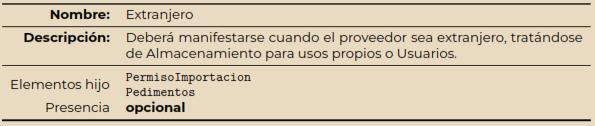 Nombre: Extranjero
Descripción: Deberá manifestarse cuando el proveedor sea extranjero, tratándose
de Almacenamiento para usos propios o Usuarios.
Elementos hijo PermisoImportacion
Pedimentos
Presencia opcional